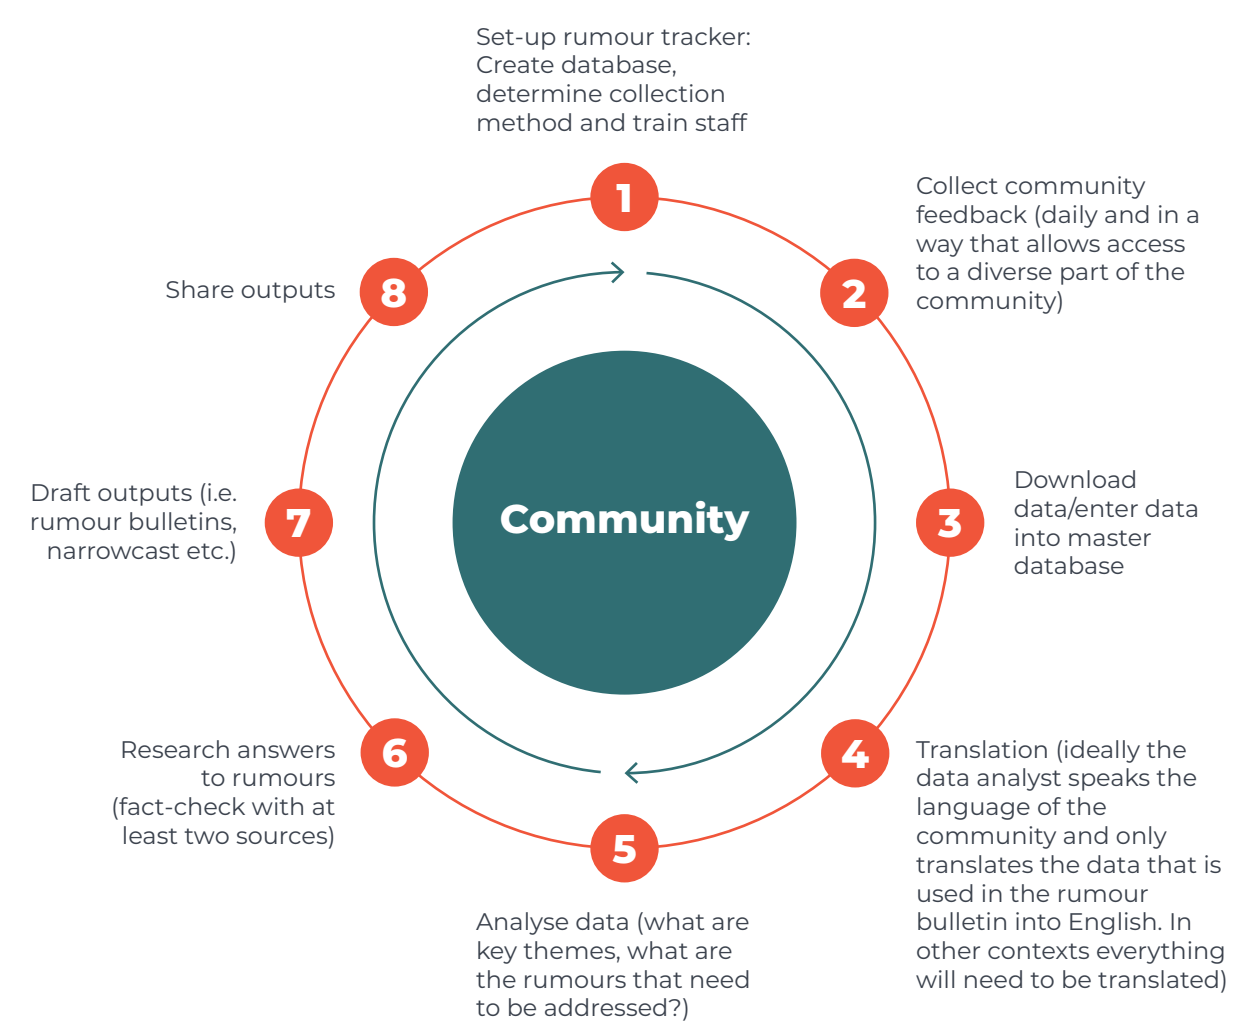 Set-up rumour tracker:
Create database,
determine collection
method and train staff
1
Collect community
feedback (daily and in a
way that allows access
to a diverse part of the
community)
2
Download
data/enter data
into master
database
3
Translation (ideally the
data analyst speaks the
language of the
community and only
translates the data that is
used in the rumour
bulletin into English. In
other contexts everything
will need to be translated)
4
Analyse data (what are
key themes, what are
the rumours that need
to be addressed?)
5
Research answers
to rumours
(fact-check with at
least two sources)
6
Draft outputs (i.e.
rumour bulletins,
narrowcast etc.)
7
Share outputs
8
Community